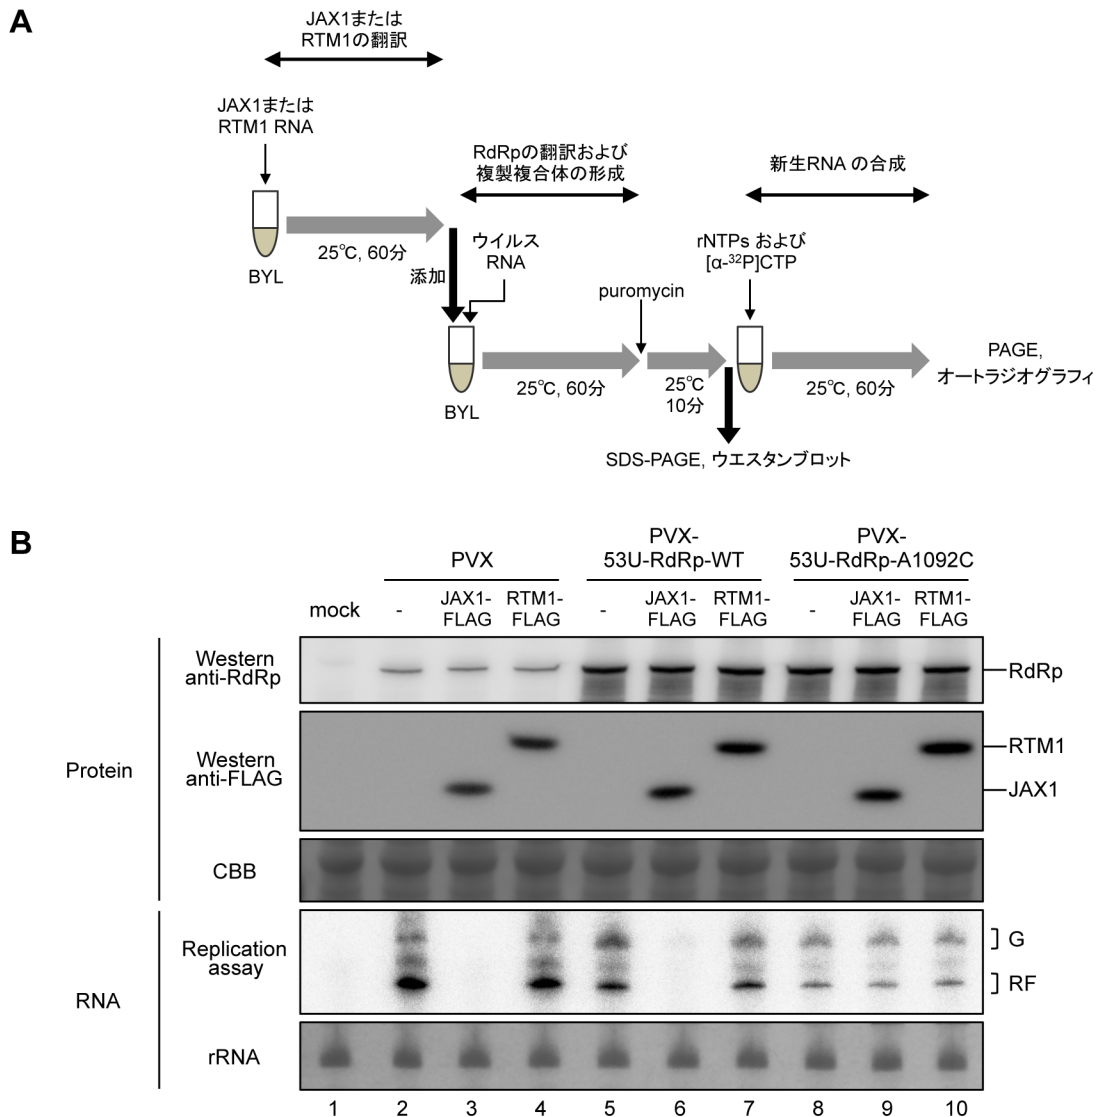 A
JAX1または
RTM1の翻訳
JAX1または
RTM1 RNA
RdRpの翻訳および
複製複合体の形成
新生RNA の合成
25℃, 60分
BYL
添加
ウイルス
RNA
puromycin
rNTPs および
[α-³²P]CTP
25℃, 60分
BYL
25℃
10分
25℃, 60分
PAGE,
オートラジオグラフィ
SDS-PAGE, ウエスタンブロット
B
PVX
PVX-
53U-RdRp-WT
PVX-
53U-RdRp-A1092C
mock
-
JAX1-
FLAG
RTM1-
FLAG
-
JAX1-
FLAG
RTM1-
FLAG
-
JAX1-
FLAG
RTM1-
FLAG
Protein
Western
anti-RdRp
RdRp
Western
anti-FLAG
RTM1
JAX1
CBB
RNA
Replication
assay
G
RF
rRNA
1 2 3 4 5 6 7 8 9 10